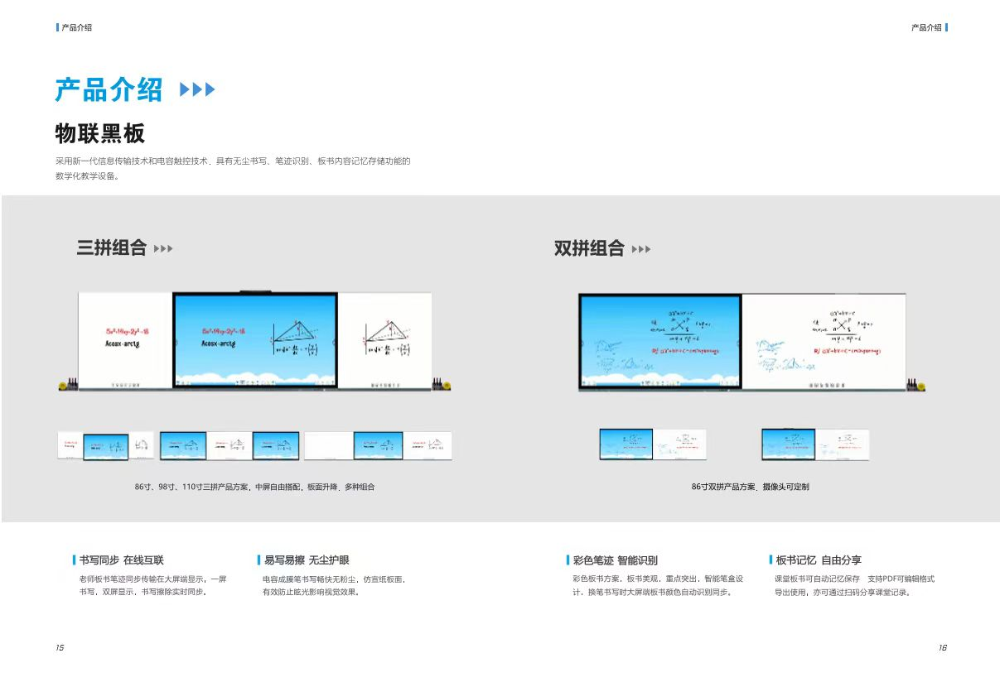 产品介绍
产品介绍
产品介绍
物联黑板
采用新一代信息传输技术和电容触控技术，具有无尘书写、笔迹识别、板书内容记忆存储功能的
数学化教学设备。
三拼组合
双拼组合
5x²-14xy-2y²-18
Acosx-arctg
5x²-14xy-2y²-18
Acosx-arctg
86寸、98寸、110寸三拼产品方案，中屏自由搭配，板面升降，多种组合
86寸双拼产品方案，摄像头可定制
书写同步 在线互联
老师板书笔迹同步传输在大屏端显示，一屏
书写，双屏显示，书写擦除实时同步。
易写易擦 无尘护眼
电容成膜笔书写畅快无粉尘，仿宣纸板面，
有效防止眩光影响视觉效果。
彩色笔迹 智能识别
彩色板书方案，板书美观，重点突出，智能笔盒设
计，换笔书写时大屏端板书颜色自动识别同步。
板书记忆 自由分享
课堂板书可自动记忆保存　支持PDF可编辑格式
导出使用，亦可通过扫码分享课堂记录。
15
16